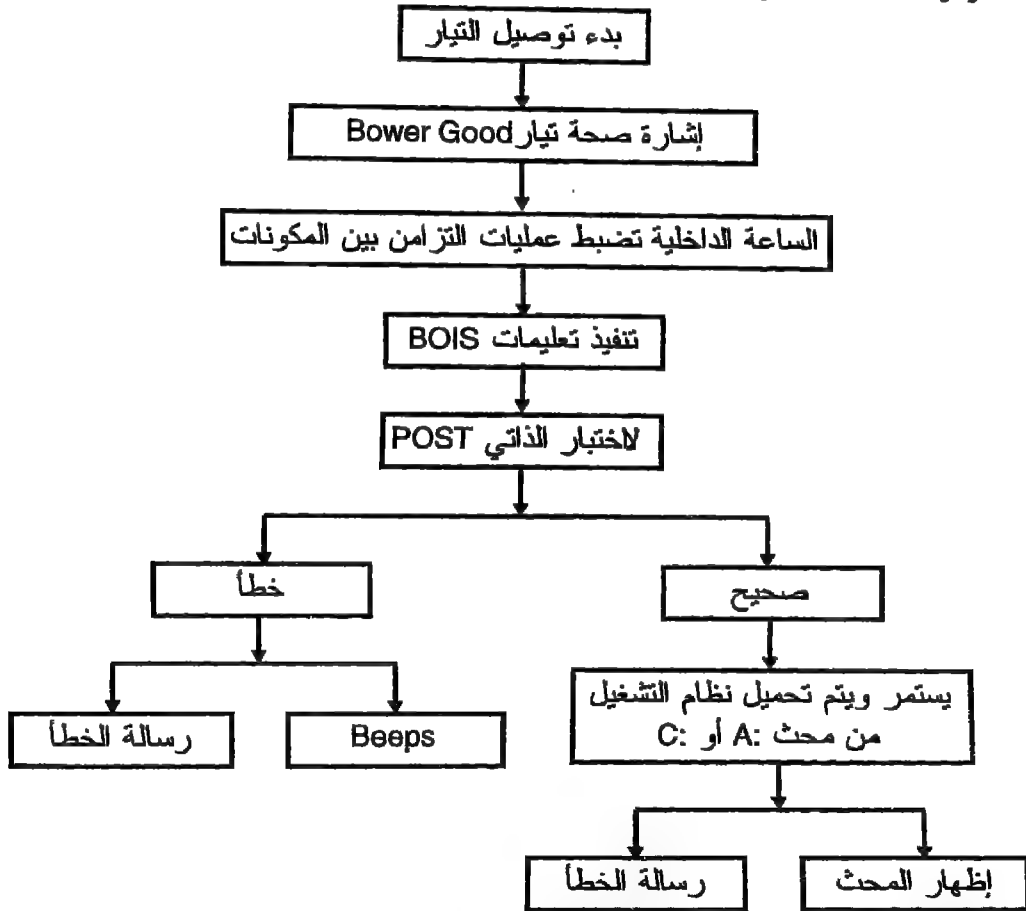 بدء توصيل التيار
إشارة صحة تيار Bower Good
الساعة الداخلية تضبط عمليات التزامن بين المكونات
تنفيذ تعليمات BOIS
لاختبار الذاتي POST
صحيح
خطأ
يستمر ويتم تحميل نظام التشغيل
من محث :A أو :C
Beeps
رسالة الخطأ
إظهار المحث
رسالة الخطأ